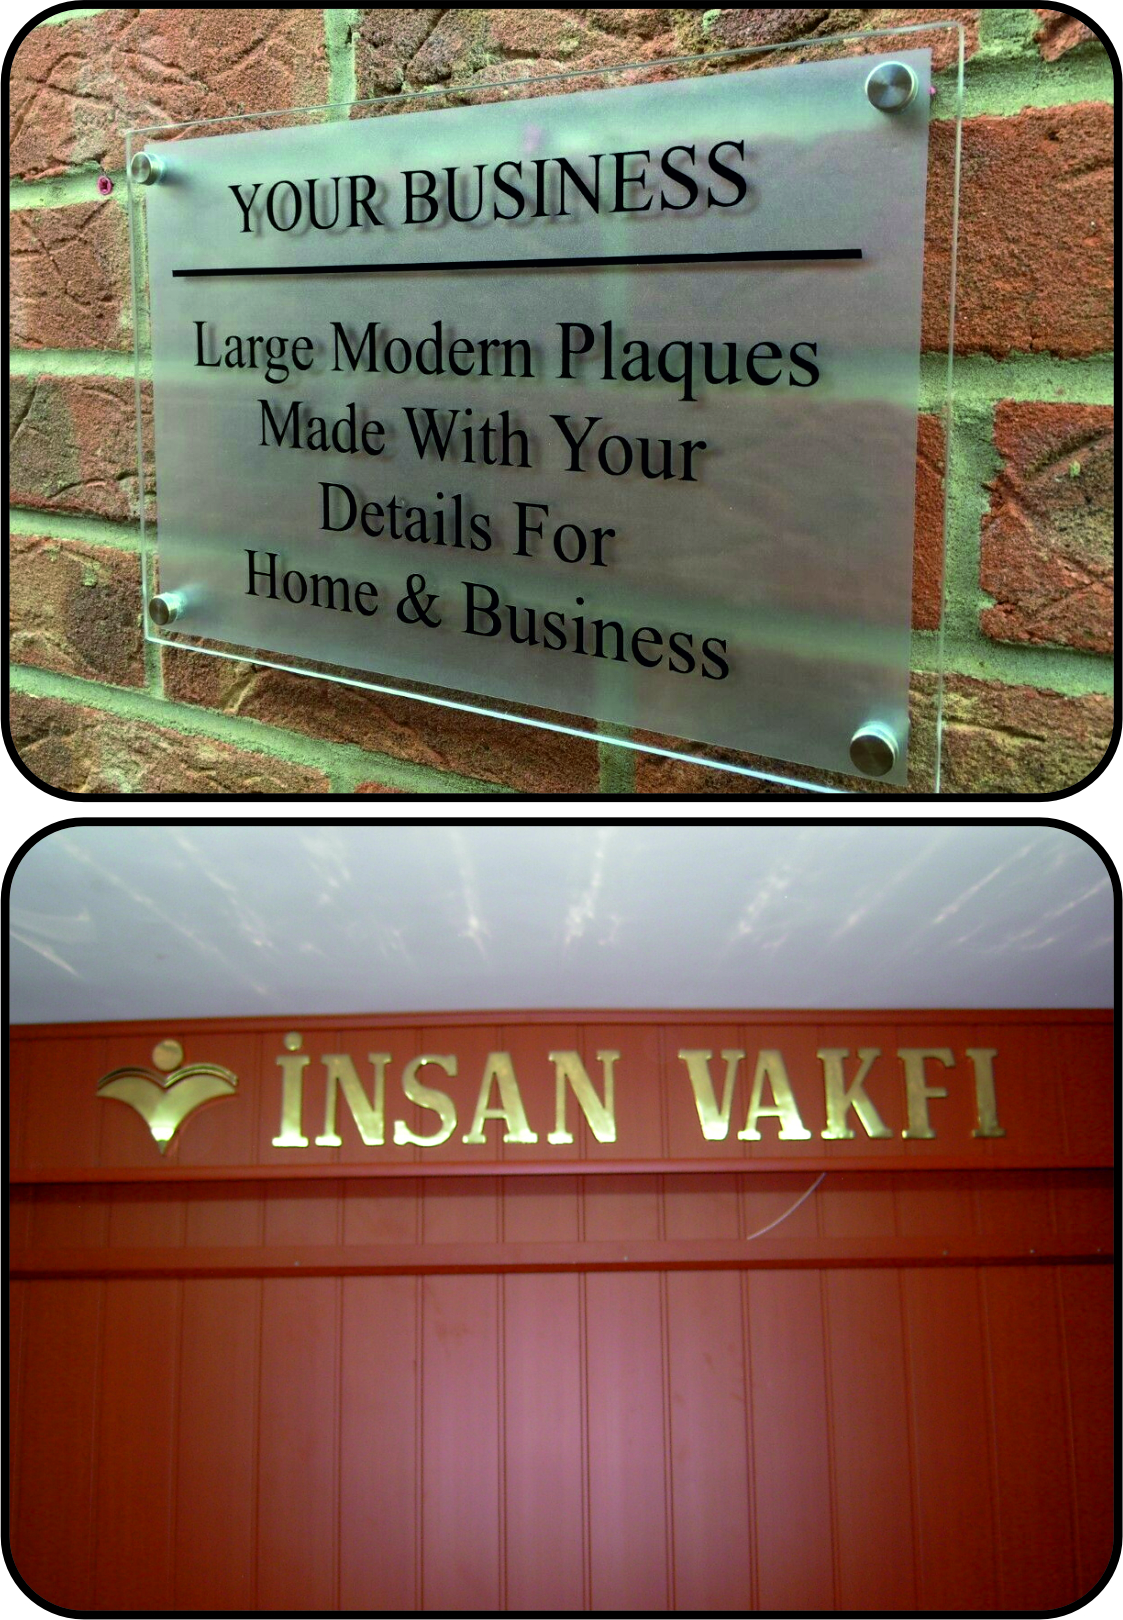 YOUR BUSINESS
Large Modern Plaques
Made With Your
Details For
Home & Business
İNSAN VAKFI